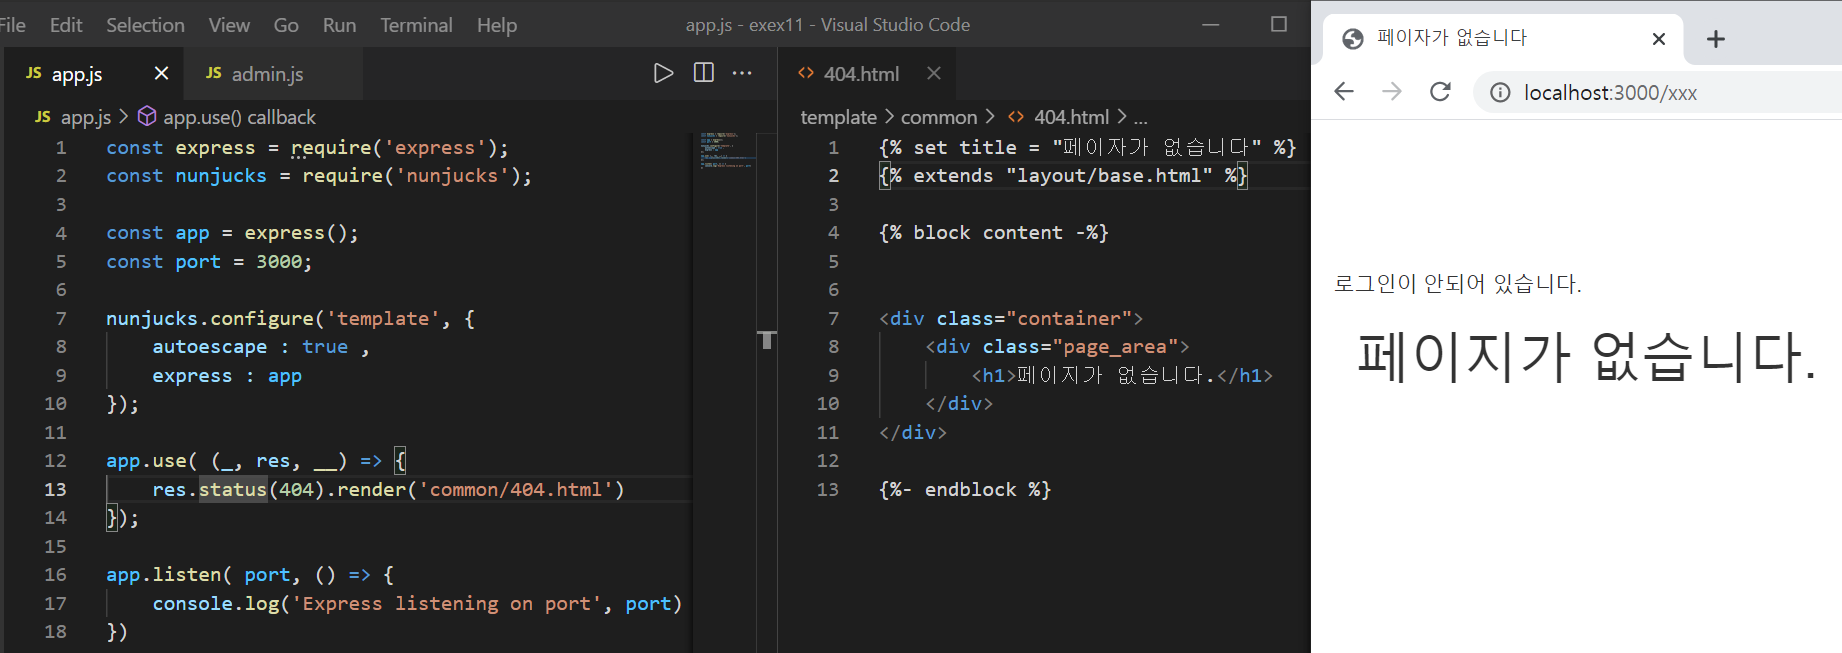 File Edit Selection View Go Run Terminal Help app.js - exex11 - Visual Studio Code
JS app.js JS admin.js
JS app.js > app.use() callback
1 const express = require('express');
2 const nunjucks = require('nunjucks');
3
4 const app = express();
5 const port = 3000;
6
7 nunjucks.configure('template', {
8     autoescape : true ,
9     express : app
10 });
11
12 app.use( (_, res, __) => {
13     res.status(404).render('common/404.html')
14 });
15
16 app.listen( port, () => {
17     console.log('Express listening on port', port)
18 })
<> 404.html
template > common > <> 404.html > ...
1 {% set title = "페이자가 없습니다" %}
2 {% extends "layout/base.html" %}
3
4 {% block content -%}
5
6
7 <div class="container">
8     <div class="page_area">
9         <h1>페이지가 없습니다.</h1>
10     </div>
11 </div>
12
13 {%- endblock %}
페이자가 없습니다
localhost:3000/xxx
로그인이 안되어 있습니다.
페이지가 없습니다.